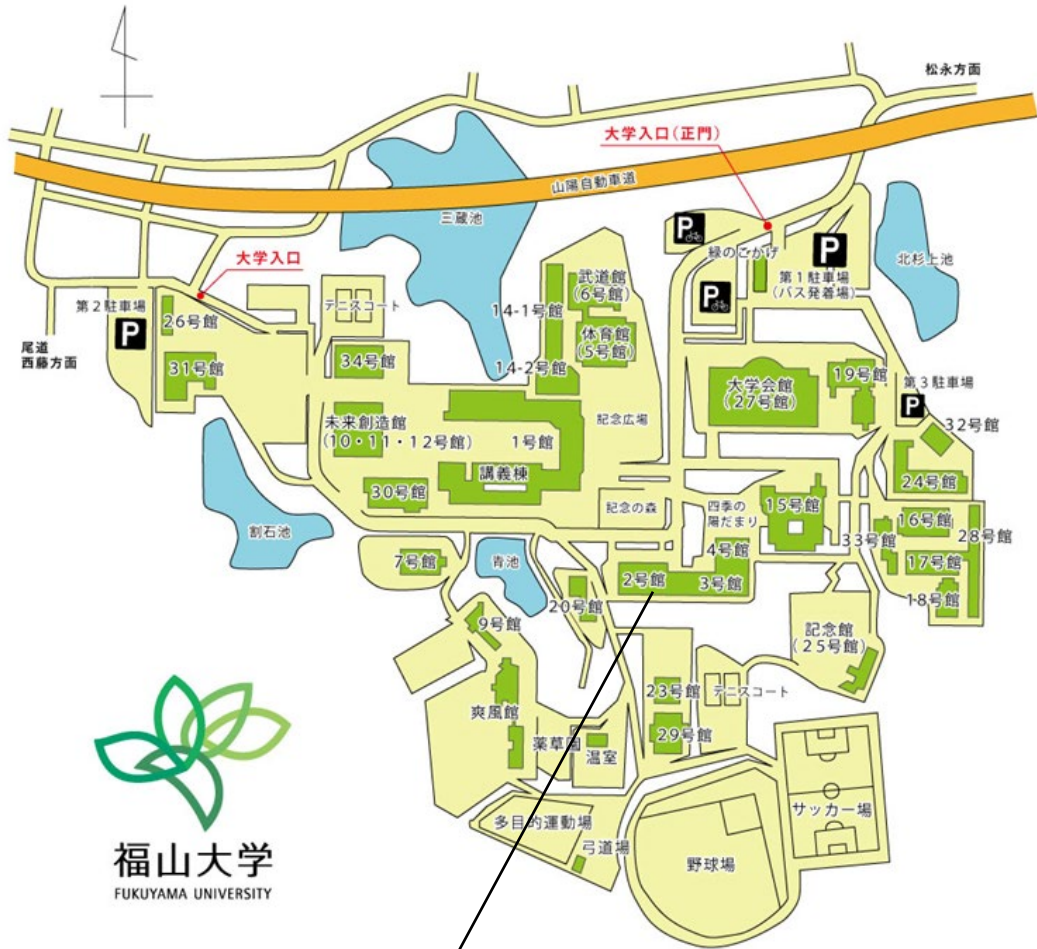 松永方面
大学入口(正門)
山陽自動車道
三蔵池
P
緑のこかげ
P
第1駐車場
(バス発着場)
北杉上池
P
大学入口
第2駐車場
P
26号館
テニスコート
武道館
(6号館)
14-1号館
体育館
(5号館)
尾道
西藤方面
31号館
34号館
14-2号館
大学会館
(27号館)
19号館
第3駐車場
P
32号館
未来創造館
(10・11・12号館)
1号館
記念広場
講義棟
24号館
30号館
記念の森
四季の
陽だまり
15号館
16号館
28号館
割石池
33号館
7号館
青池
4号館
17号館
2号館
3号館
18号館
20号館
9号館
記念館
(25号館)
23号館
テニスコート
爽風館
29号館
薬草園
温室
サッカー場
多目的運動場
弓道場
野球場
福山大学
FUKUYAMA UNIVERSITY